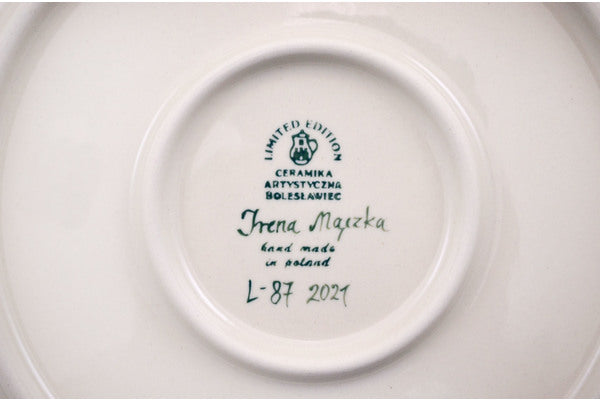 LIMITED EDITION
CERAMIKA
ARTYSTYCZNA
BOLESŁAWIEC
Irena Mączka
hand made
in poland
L-87 2021